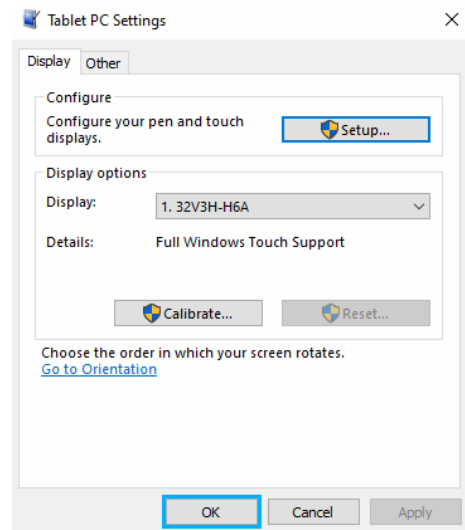 Tablet PC Settings
Display Other
Configure
Configure your pen and touch
displays.
Setup...
Display options
Display:
1. 32V3H-H6A
Details:
Full Windows Touch Support
Calibrate...
Reset...
Choose the order in which your screen rotates.
Go to Orientation
OK Cancel Apply